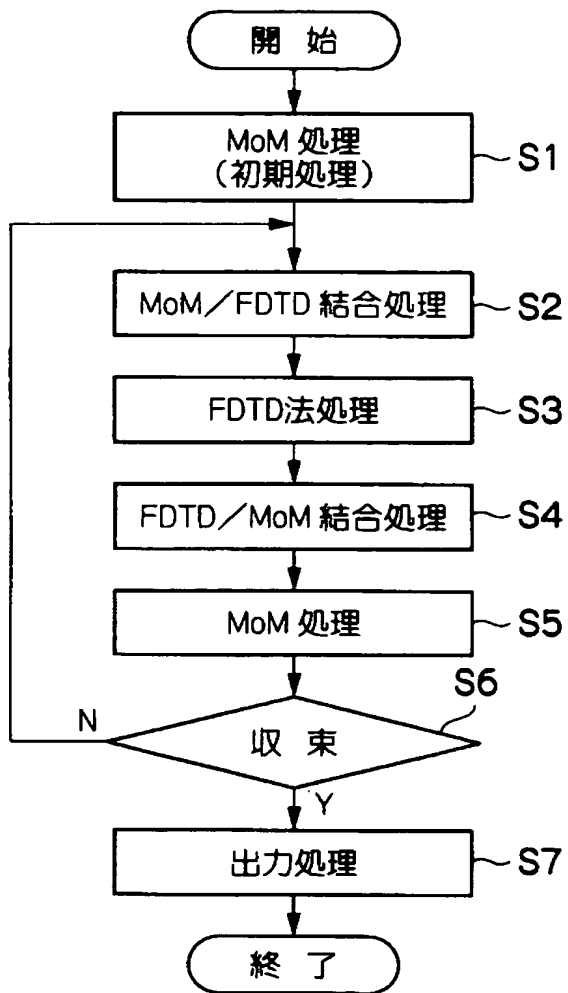 開始
MoM 処理
(初期処理)
S1
MoM/FDTD 結合処理
S2
FDTD法処理
S3
FDTD/MoM 結合処理
S4
MoM 処理
S5
S6
N
収束
Y
出力処理
S7
終了